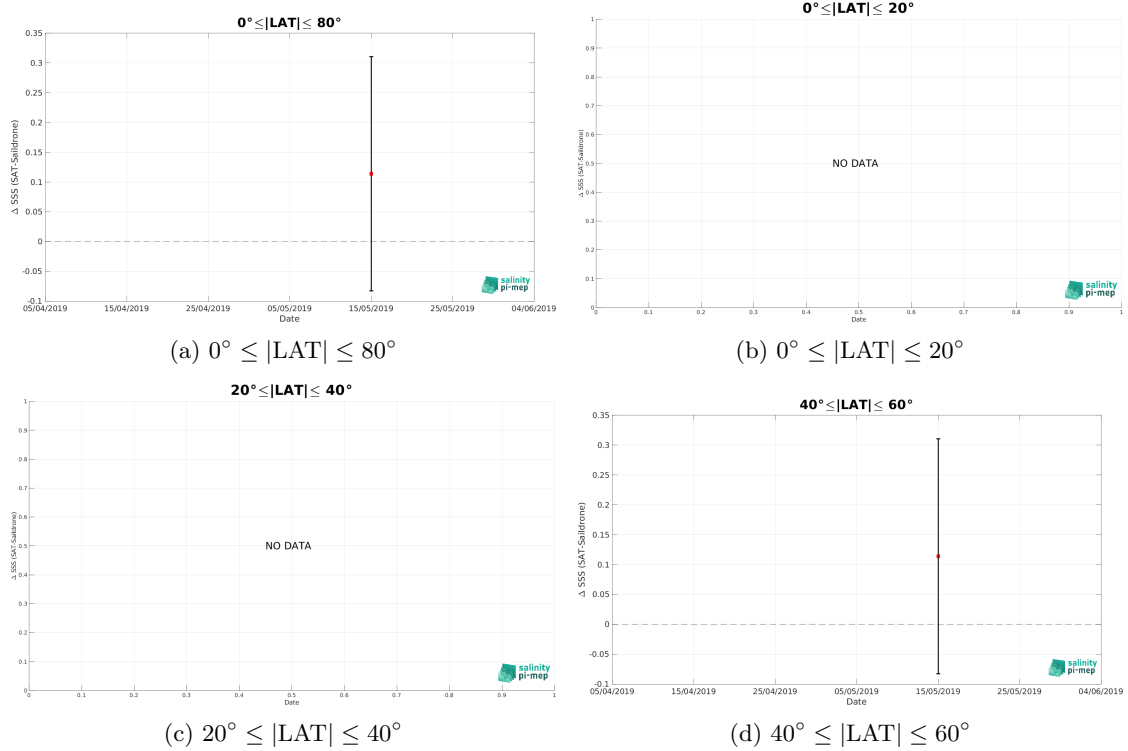 0°≤|LAT|≤ 80°
0.35
0.3
0.25
0.2
0.15
0.1
0.05
0
-0.05
-0.1
Δ SSS (SAT-Saildrone)
05/04/2019 15/04/2019 25/04/2019 05/05/2019 15/05/2019 25/05/2019 04/06/2019
Date
salinity
pi-mep
(a) 0° ≤ |LAT| ≤ 80°
0°≤|LAT|≤ 20°
1
0.9
0.8
0.7
0.6
0.5
0.4
0.3
0.2
0.1
0
Δ SSS (SAT-Saildrone)
NO DATA
0 0.1 0.2 0.3 0.4 0.5 0.6 0.7 0.8 0.9 1
Date
salinity
pi-mep
(b) 0° ≤ |LAT| ≤ 20°
20°≤|LAT|≤ 40°
1
0.9
0.8
0.7
0.6
0.5
0.4
0.3
0.2
0.1
0
Δ SSS (SAT-Saildrone)
NO DATA
0 0.1 0.2 0.3 0.4 0.5 0.6 0.7 0.8 0.9 1
Date
salinity
pi-mep
(c) 20° ≤ |LAT| ≤ 40°
40°≤|LAT|≤ 60°
0.35
0.3
0.25
0.2
0.15
0.1
0.05
0
-0.05
-0.1
Δ SSS (SAT-Saildrone)
05/04/2019 15/04/2019 25/04/2019 05/05/2019 15/05/2019 25/05/2019 04/06/2019
Date
salinity
pi-mep
(d) 40° ≤ |LAT| ≤ 60°